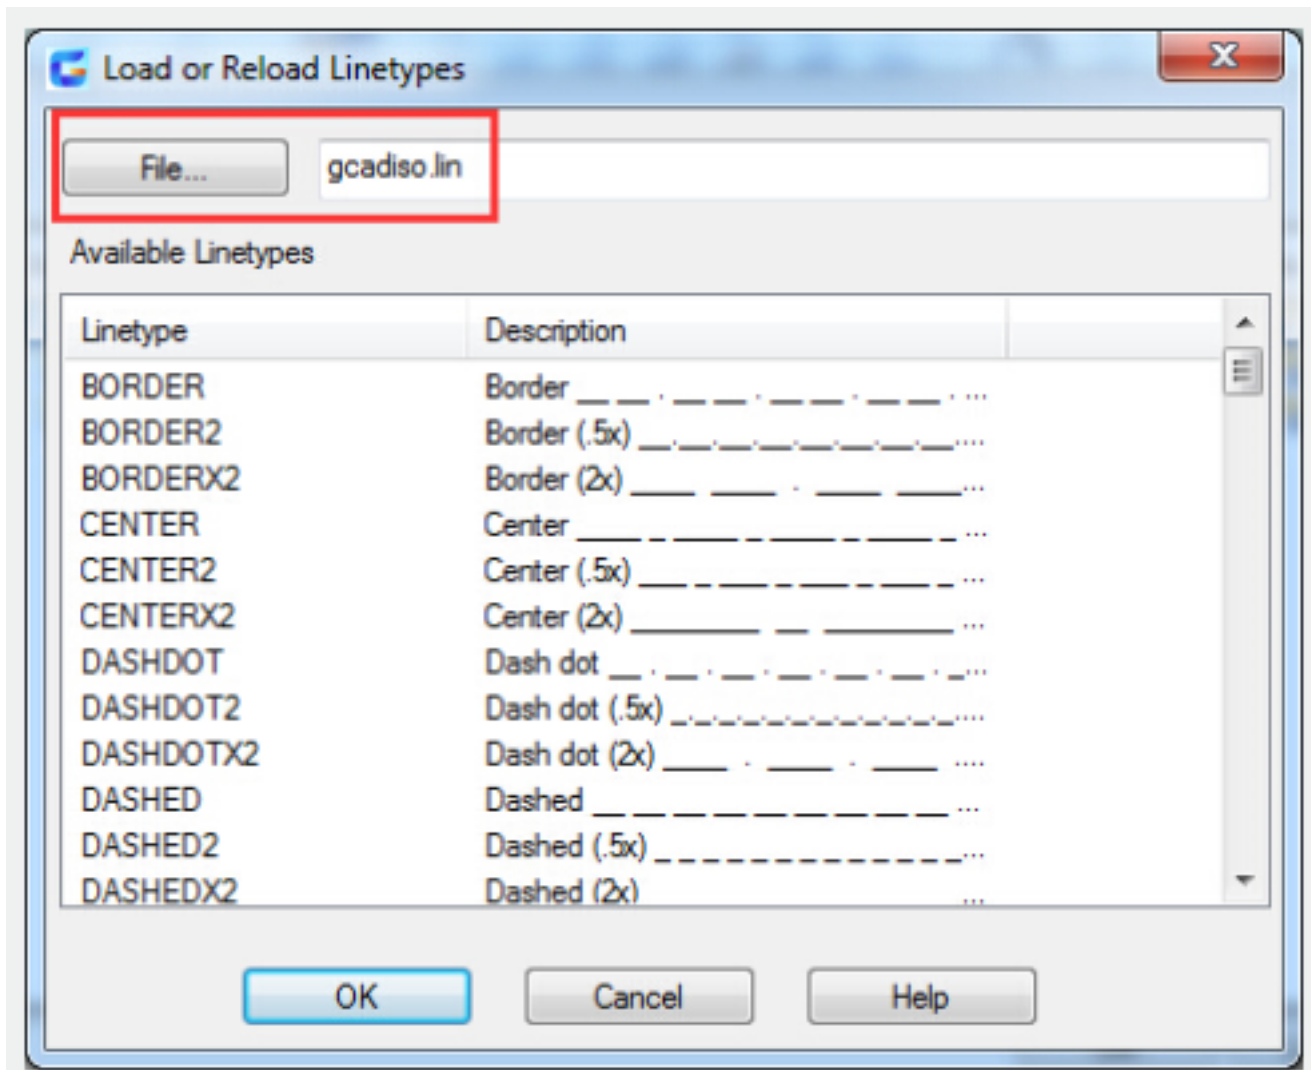 Load or Reload Linetypes
X
File... gcadiso.lin
Available Linetypes
Linetype Description
BORDER Border __ __ . __ __ . __ __ . __ __ . ...
BORDER2 Border (.5x) __.__.__.__.__.__.__.__....
BORDERX2 Border (2x) ____ ____ . ____ ____...
CENTER Center ____ _ ____ _ ____ _ ____ _ ...
CENTER2 Center (.5x) ___ _ ___ _ ___ _ ___ _ ...
CENTERX2 Center (2x) ________ __ ________ ...
DASHDOT Dash dot __ . __ . __ . __ . __ . __ . _...
DASHDOT2 Dash dot (.5x) _._._._._._._._._._._._....
DASHDOTX2 Dash dot (2x) ____ . ____ . ____ ....
DASHED Dashed __ __ __ __ __ __ __ __ __ ...
DASHED2 Dashed (.5x) _ _ _ _ _ _ _ _ _ _ _ _ _...
DASHEDX2 Dashed (2x) ...
OK Cancel Help